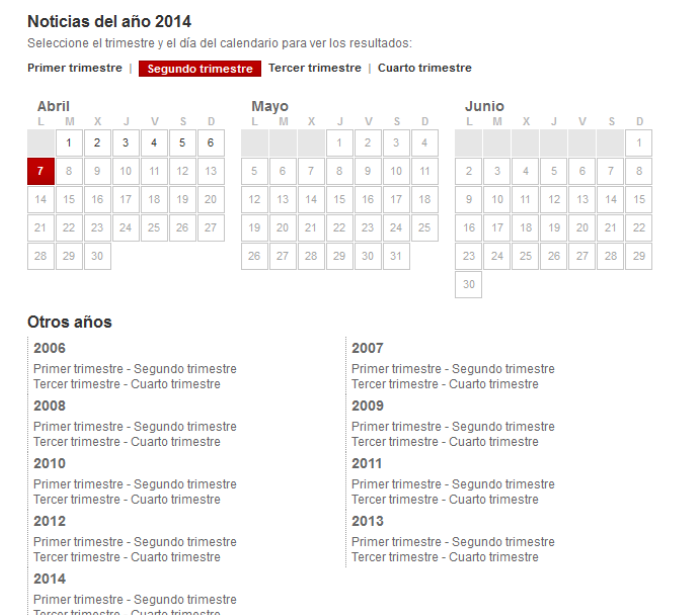 Noticias del año 2014
Seleccione el trimestre y el día del calendario para ver los resultados:
Primer trimestre | Segundo trimestre Tercer trimestre | Cuarto trimestre
Abril
L M X J V S D
1 2 3 4 5 6
7 8 9 10 11 12 13
14 15 16 17 18 19 20
21 22 23 24 25 26 27
28 29 30
Mayo
L M X J V S D
1 2 3 4
5 6 7 8 9 10 11
12 13 14 15 16 17 18
19 20 21 22 23 24 25
26 27 28 29 30 31
Junio
L M X J V S D
1
2 3 4 5 6 7 8
9 10 11 12 13 14 15
16 17 18 19 20 21 22
23 24 25 26 27 28 29
30
Otros años
2006
Primer trimestre - Segundo trimestre
Tercer trimestre - Cuarto trimestre
2007
Primer trimestre - Segundo trimestre
Tercer trimestre - Cuarto trimestre
2008
Primer trimestre - Segundo trimestre
Tercer trimestre - Cuarto trimestre
2009
Primer trimestre - Segundo trimestre
Tercer trimestre - Cuarto trimestre
2010
Primer trimestre - Segundo trimestre
Tercer trimestre - Cuarto trimestre
2011
Primer trimestre - Segundo trimestre
Tercer trimestre - Cuarto trimestre
2012
Primer trimestre - Segundo trimestre
Tercer trimestre - Cuarto trimestre
2013
Primer trimestre - Segundo trimestre
Tercer trimestre - Cuarto trimestre
2014
Primer trimestre - Segundo trimestre
Tercer trimestre - Cuarto trimestre